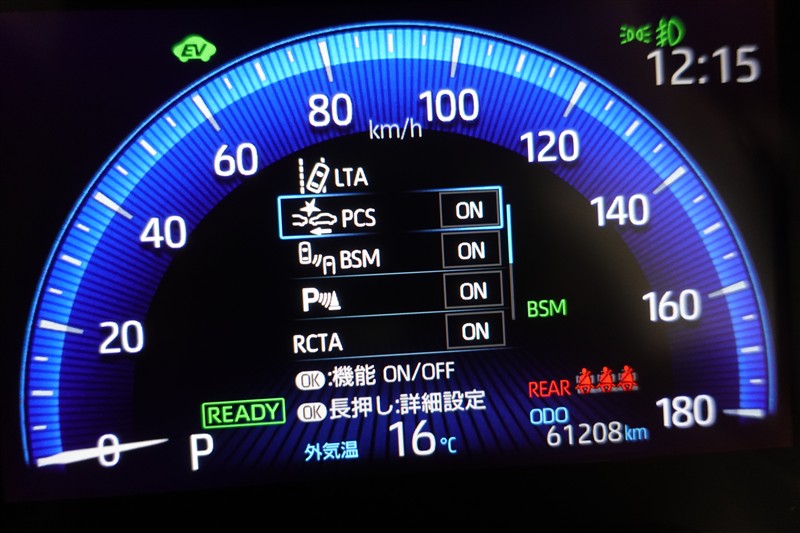 EV
12:15
80
100
km/h
60
120
LTA
40
PCS ON
140
BSM ON
P ON
BSM
160
20
RCTA ON
OK:機能 ON/OFF
REAR
READY
OK長押し:詳細設定
ODO
180
0
P
外気温 16℃
61208km